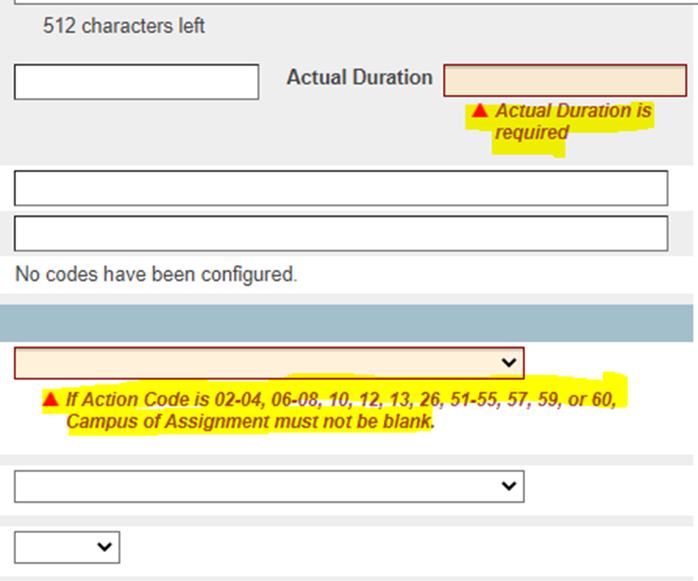 512 characters left
Actual Duration
Actual Duration is
required
No codes have been configured.
If Action Code is 02-04, 06-08, 10, 12, 13, 26, 51-55, 57, 59, or 60,
Campus of Assignment must not be blank.